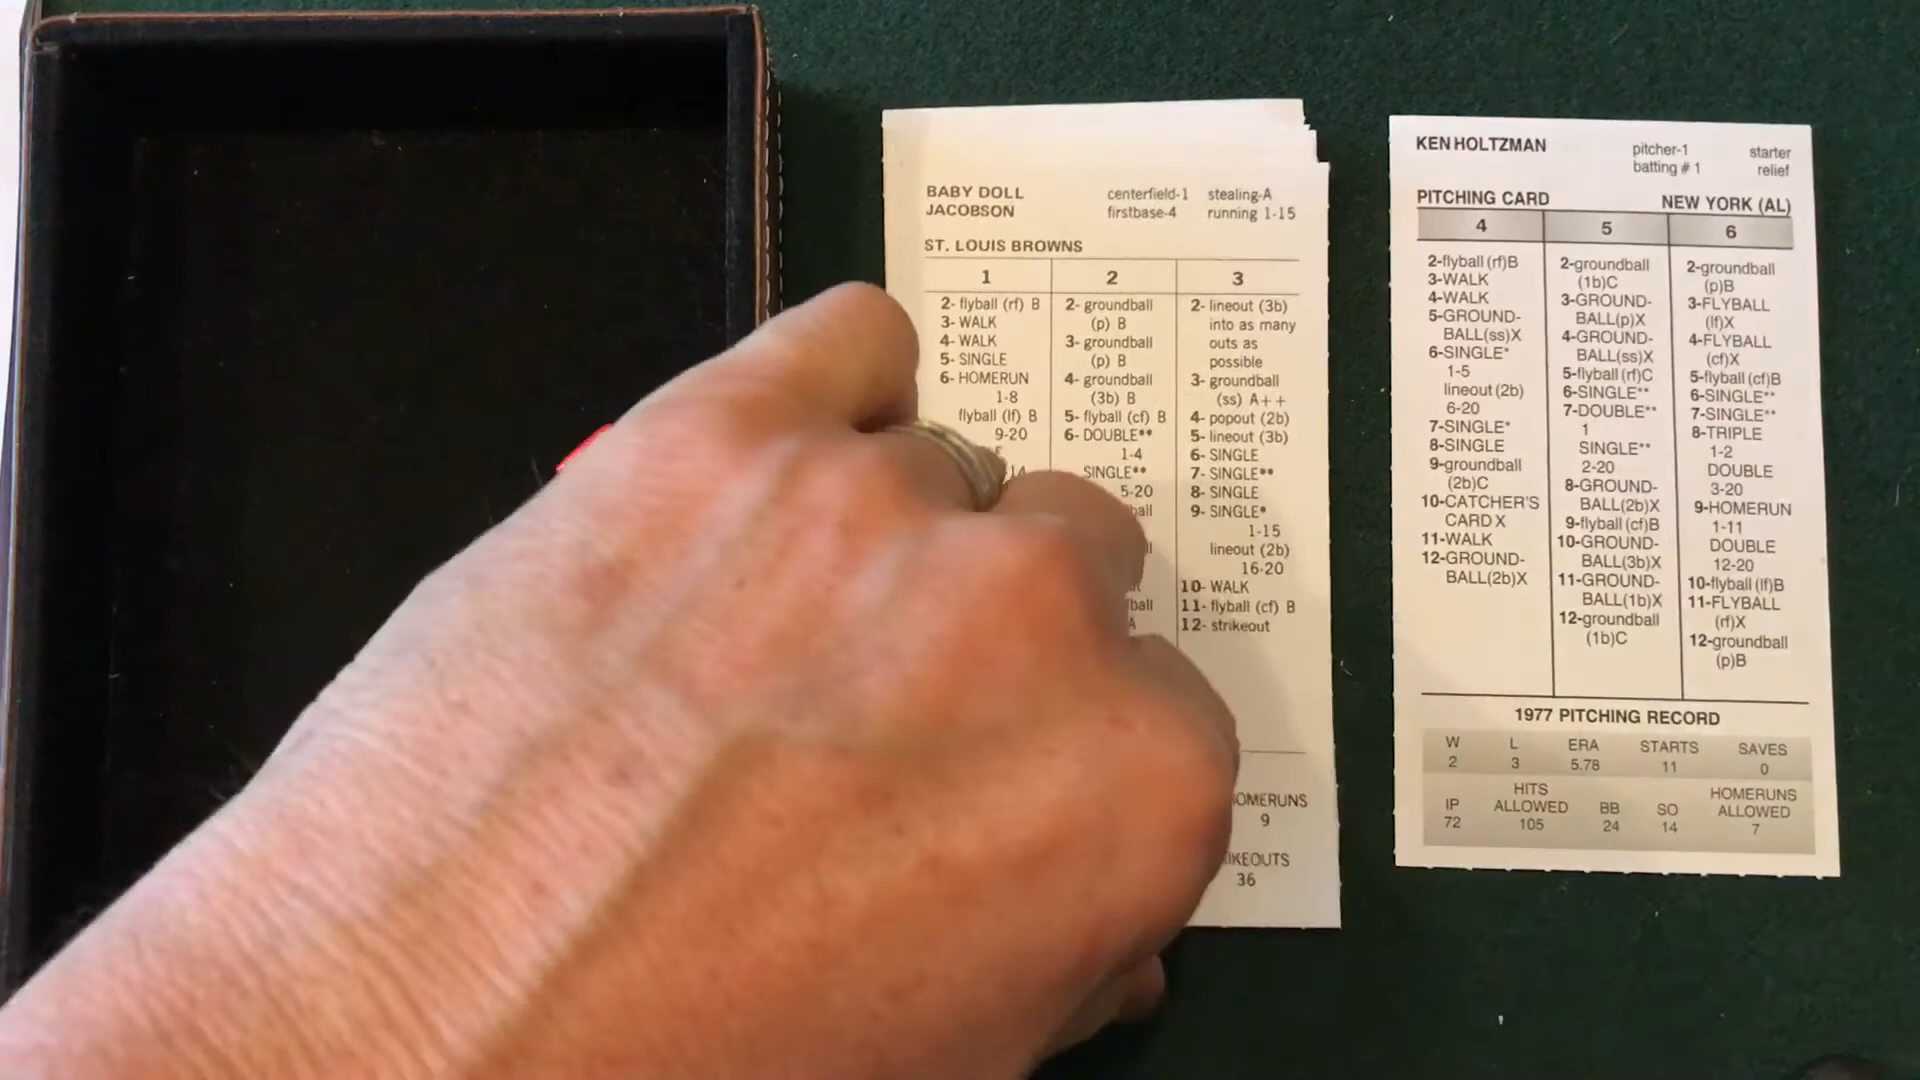 BABY DOLL
JACOBSON
centerfield-1 stealing-A
firstbase-4 running 1-15
ST. LOUIS BROWNS
1 2 3
2- flyball (rf) B
3- WALK
4- WALK
5- SINGLE
6- HOMERUN
1-8
flyball (lf) B
9-20
2- groundball
(p) B
3- groundball
(p) B
4- groundball
(3b) B
5- flyball (cf) B
6- DOUBLE**
1-4
SINGLE**
5-20
2- lineout (3b)
into as many
outs as
possible
3- groundball
(ss) A++
4- popout (2b)
5- lineout (3b)
6- SINGLE
7- SINGLE**
8- SINGLE
9- SINGLE*
1-15
lineout (2b)
16-20
10- WALK
11- flyball (cf) B
12- strikeout
9
36
KEN HOLTZMAN
pitcher-1 starter
batting # 1 relief
PITCHING CARD NEW YORK (AL)
4 5 6
2-flyball (rf)B
3-WALK
4-WALK
5-GROUND-
BALL(ss)X
6-SINGLE*
1-5
lineout (2b)
6-20
7-SINGLE*
8-SINGLE
9-groundball
(2b)C
10-CATCHER'S
CARD X
11-WALK
12-GROUND-
BALL(2b)X
2-groundball
(1b)C
3-GROUND-
BALL(p)X
4-GROUND-
BALL(ss)X
5-flyball (rf)C
6-SINGLE**
7-DOUBLE**
1
SINGLE**
2-20
8-GROUND-
BALL(2b)X
9-flyball (cf)B
10-GROUND-
BALL(3b)X
11-GROUND-
BALL(1b)X
12-groundball
(1b)C
2-groundball
(p)B
3-FLYBALL
(lf)X
4-FLYBALL
(cf)X
5-flyball (cf)B
6-SINGLE**
7-SINGLE**
8-TRIPLE
1-2
DOUBLE
3-20
9-HOMERUN
1-11
DOUBLE
12-20
10-flyball (lf)B
11-FLYBALL
(rf)X
12-groundball
(p)B
1977 PITCHING RECORD
W L ERA STARTS SAVES
2 3 5.78 11 0
IP HITS ALLOWED BB SO HOMERUNS ALLOWED
72 105 24 14 7